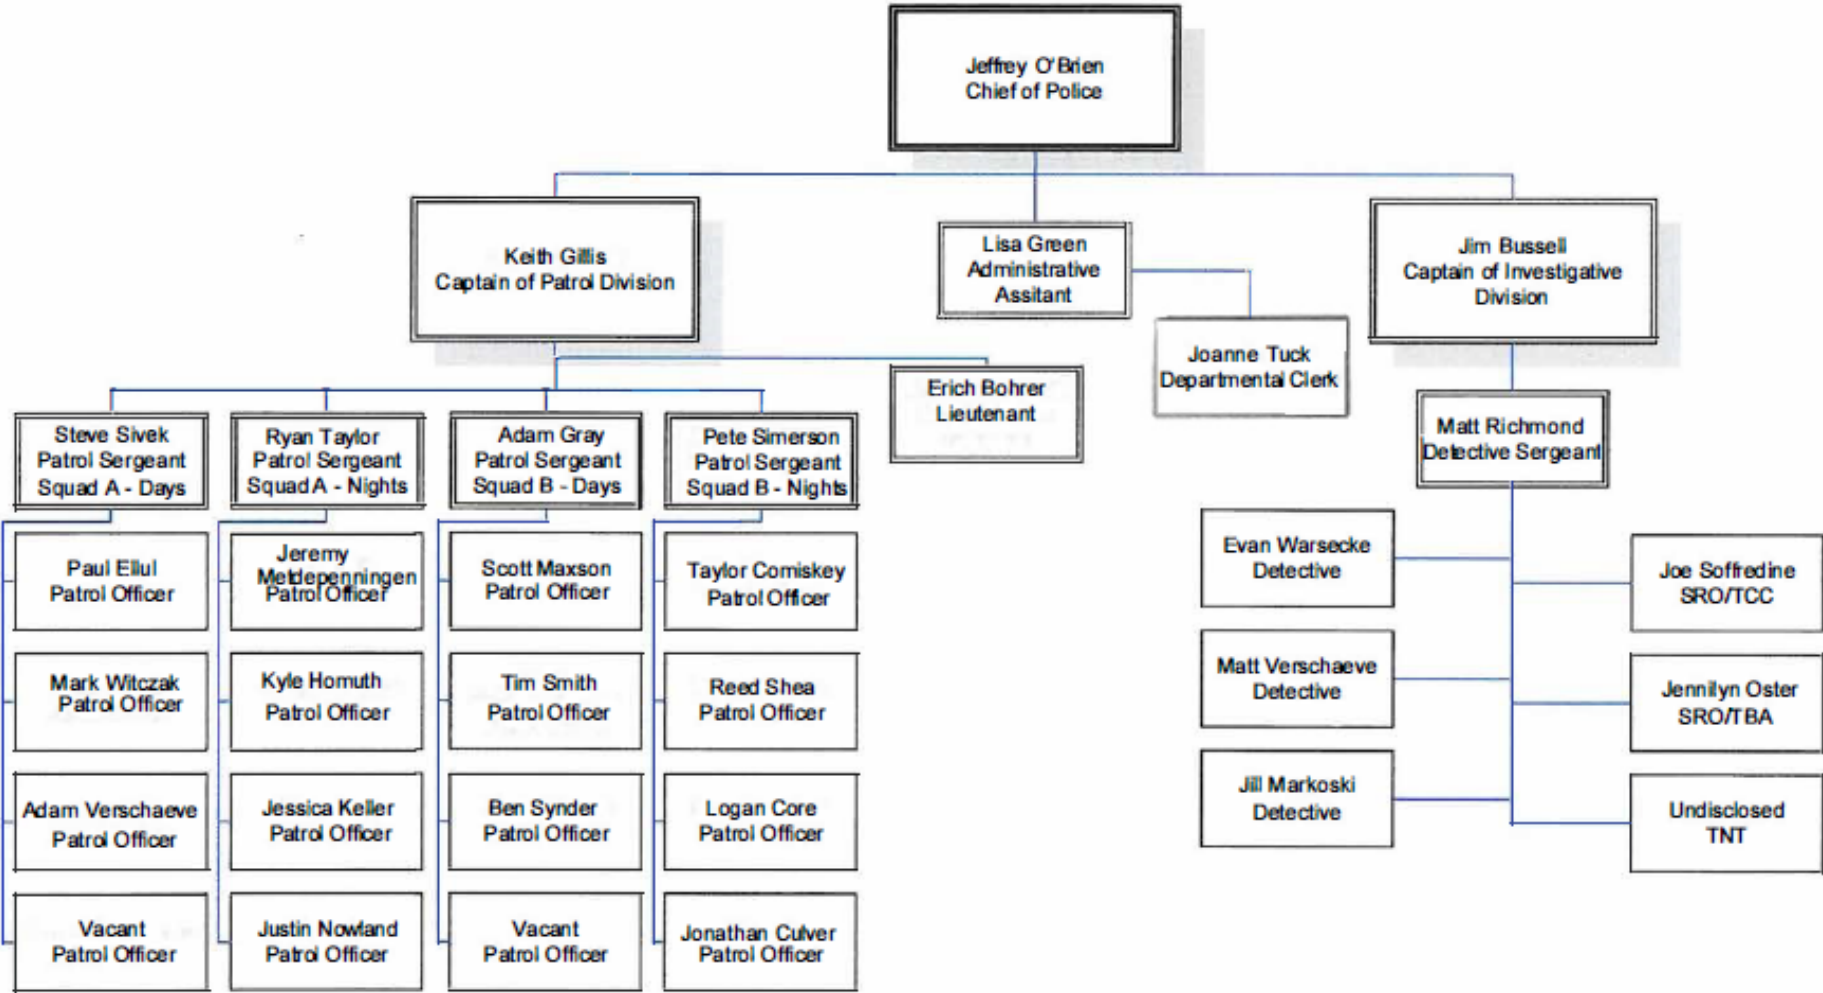 Jeffrey O'Brien
Chief of Police
Keith Gillis
Captain of Patrol Division
Lisa Green
Administrative
Assitant
Jim Bussell
Captain of Investigative
Division
Joanne Tuck
Departmental Clerk
Erich Bohrer
Lieutenant
Steve Sivek
Patrol Sergeant
Squad A - Days
Ryan Taylor
Patrol Sergeant
Squad A - Nights
Adam Gray
Patrol Sergeant
Squad B - Days
Pete Simerson
Patrol Sergeant
Squad B - Nights
Matt Richmond
Detective Sergeant
Paul Ellul
Patrol Officer
Jeremy
Metdepenningen
Patrol Officer
Scott Maxson
Patrol Officer
Taylor Comiskey
Patrol Officer
Evan Warsecke
Detective
Joe Soffredine
SRO/TCC
Mark Witczak
Patrol Officer
Kyle Homuth
Patrol Officer
Tim Smith
Patrol Officer
Reed Shea
Patrol Officer
Matt Verschaeve
Detective
Jennilyn Oster
SRO/TBA
Adam Verschaeve
Patrol Officer
Jessica Keller
Patrol Officer
Ben Synder
Patrol Officer
Logan Core
Patrol Officer
Jill Markoski
Detective
Undisclosed
TNT
Vacant
Patrol Officer
Justin Nowland
Patrol Officer
Vacant
Patrol Officer
Jonathan Culver
Patrol Officer